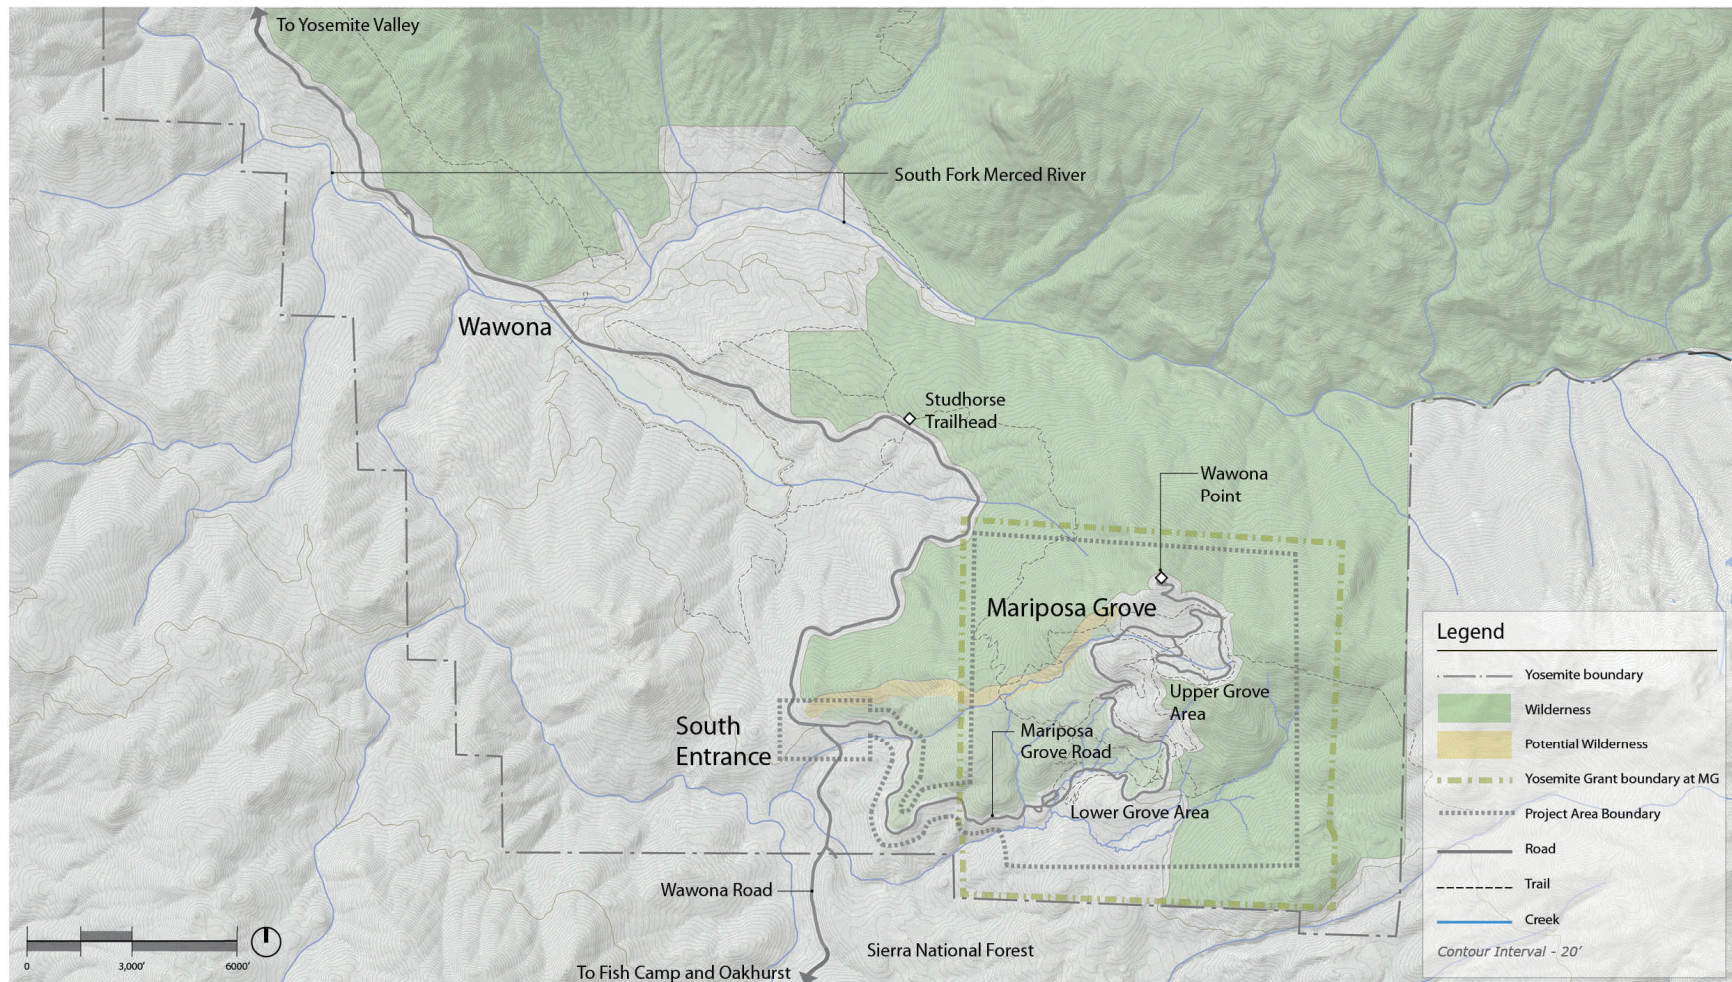 To Yosemite Valley
South Fork Merced River
Wawona
Studhorse
Trailhead
Wawona
Point
Mariposa Grove
Upper Grove
Area
South
Entrance
Mariposa
Grove Road
Lower Grove Area
Wawona Road
Sierra National Forest
To Fish Camp and Oakhurst
0 3,000' 6000'
Legend
Yosemite boundary
Wilderness
Potential Wilderness
Yosemite Grant boundary at MG
Project Area Boundary
Road
Trail
Creek
Contour Interval - 20'